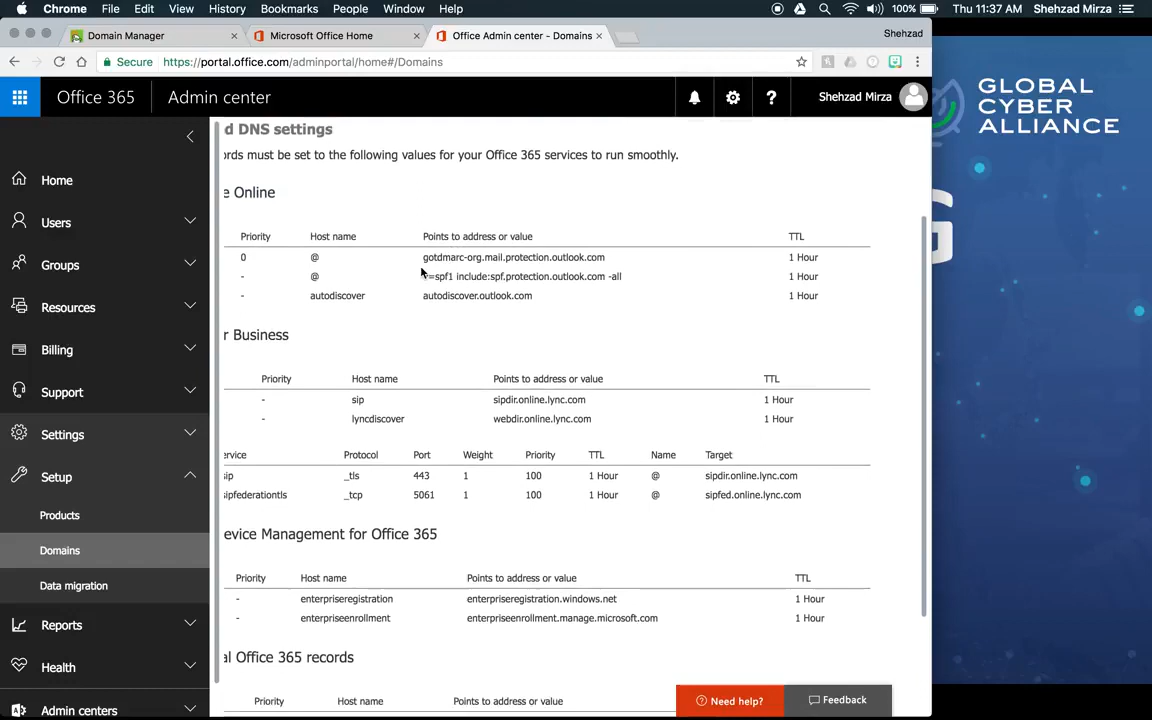 Chrome File Edit View History Bookmarks People Window Help 100% Thu 11:37 AM Shehzad Mirza
Domain Manager Microsoft Office Home Office Admin center - Domains Shehzad
Secure https://portal.office.com/adminportal/home#/Domains
Office 365 Admin center Shehzad Mirza
GLOBAL
CYBER
ALLIANCE
Home
Users
Groups
Resources
Billing
Support
Settings
Setup
Products
Domains
Data migration
Reports
Health
Admin centers
d DNS settings
rds must be set to the following values for your Office 365 services to run smoothly.
e Online
Priority Host name Points to address or value TTL
0 @ gotdmarc-org.mail.protection.outlook.com 1 Hour
- @ =spf1 include:spf.protection.outlook.com -all 1 Hour
- autodiscover autodiscover.outlook.com 1 Hour
r Business
Priority Host name Points to address or value TTL
- sip sipdir.online.lync.com 1 Hour
- lyncdiscover webdir.online.lync.com 1 Hour
ervice Protocol Port Weight Priority TTL Name Target
sip _tls 443 1 100 1 Hour @ sipdir.online.lync.com
sipfederationtls _tcp 5061 1 100 1 Hour @ sipfed.online.lync.com
evice Management for Office 365
Priority Host name Points to address or value TTL
- enterpriseregistration enterpriseregistration.windows.net 1 Hour
- enterpriseenrollment enterpriseenrollment.manage.microsoft.com 1 Hour
al Office 365 records
Priority Host name Points to address or value
Need help? Feedback